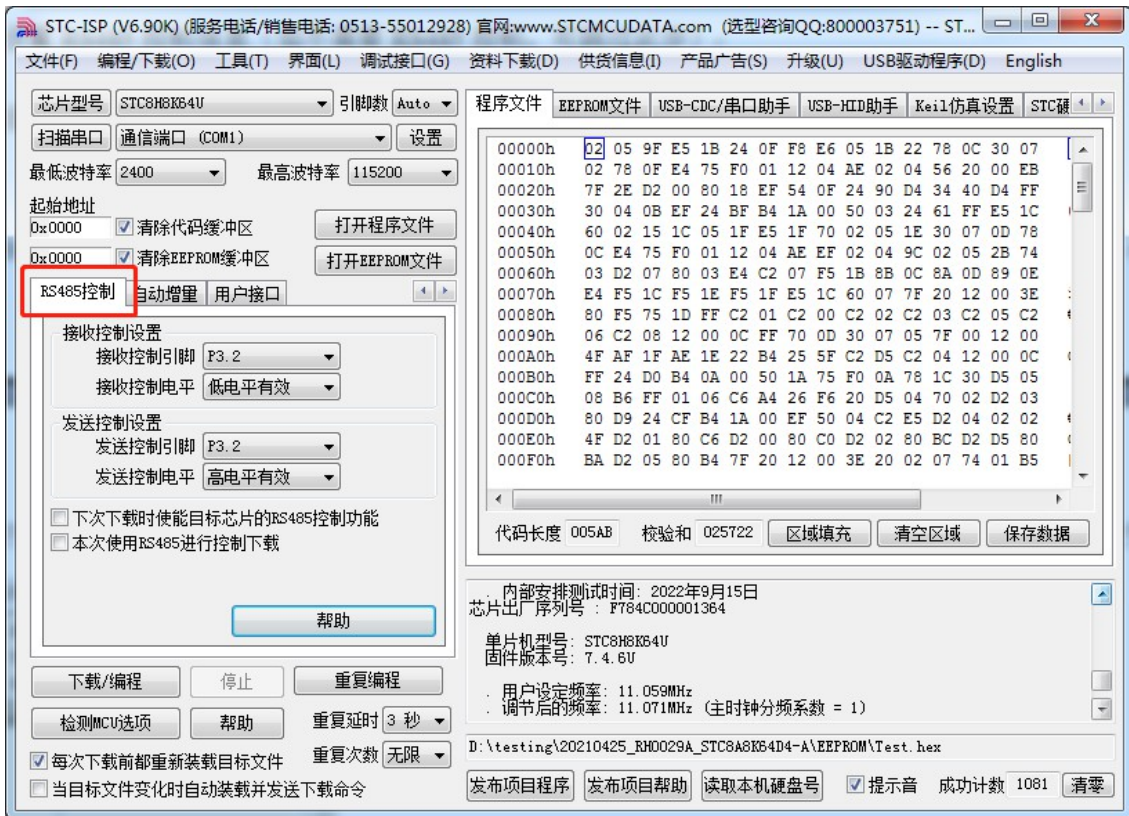 STC-ISP (V6.90K) (服务电话/销售电话: 0513-55012928) 官网:www.STCMCUDATA.com (选型咨询QQ:800003751) -- ST...
文件(F) 编程/下载(O) 工具(T) 界面(L) 调试接口(G) 资料下载(D) 供货信息(I) 产品广告(S) 升级(U) USB驱动程序(D) English
芯片型号 STC8H8K64U 引脚数 Auto
扫描串口 通信端口 (COM1) 设置
最低波特率 2400 最高波特率 115200
起始地址
0x0000 清除代码缓冲区 打开程序文件
0x0000 清除EEPROM缓冲区 打开EEPROM文件
RS485控制 自动增量 用户接口
接收控制设置
接收控制引脚 P3.2
接收控制电平 低电平有效
发送控制设置
发送控制引脚 P3.2
发送控制电平 高电平有效
下次下载时使能目标芯片的RS485控制功能
本次使用RS485进行控制下载
帮助
下载/编程 停止 重复编程
检测MCU选项 帮助 重复延时 3 秒
每次下载前都重新装载目标文件 重复次数 无限
当目标文件变化时自动装载并发送下载命令
程序文件 EEPROM文件 USB-CDC/串口助手 USB-HID助手 Keil仿真设置 STC硬
00000h 02 05 9F E5 1B 24 0F F8 E6 05 1B 22 78 0C 30 07
00010h 02 78 0F E4 75 F0 01 12 04 AE 02 04 56 20 00 EB
00020h 7F 2E D2 00 80 18 EF 54 0F 24 90 D4 34 40 D4 FF
00030h 30 04 0B EF 24 BF B4 1A 00 50 03 24 61 FF E5 1C
00040h 60 02 15 1C 05 1F E5 1F 70 02 05 1E 30 07 0D 78
00050h 0C E4 75 F0 01 12 04 AE EF 02 04 9C 02 05 2B 74
00060h 03 D2 07 80 03 E4 C2 07 F5 1B 8B 0C 8A 0D 89 0E
00070h E4 F5 1C F5 1E F5 1F E5 1C 60 07 7F 20 12 00 3E
00080h 80 F5 75 1D FF C2 01 C2 00 C2 02 C2 03 C2 05 C2
00090h 06 C2 08 12 00 0C FF 70 0D 30 07 05 7F 00 12 00
000A0h 4F AF 1F AE 1E 22 B4 25 5F C2 D5 C2 04 12 00 0C
000B0h FF 24 D0 B4 0A 00 50 1A 75 F0 0A 78 1C 30 D5 05
000C0h 08 B6 FF 01 06 C6 A4 26 F6 20 D5 04 70 02 D2 03
000D0h 80 D9 24 CF B4 1A 00 EF 50 04 C2 E5 D2 04 02 02
000E0h 4F D2 01 80 C6 D2 00 80 C0 D2 02 80 BC D2 D5 80
000F0h BA D2 05 80 B4 7F 20 12 00 3E 20 02 07 74 01 B5
代码长度 005AB 校验和 025722 区域填充 清空区域 保存数据
. 内部安排测试时间: 2022年9月15日
芯片出厂序列号 : F784C000001364
单片机型号: STC8H8K64U
固件版本号: 7.4.6U
. 用户设定频率: 11.059MHz
. 调节后的频率: 11.071MHz (主时钟分频系数 = 1)
D:\testing\20210425_RH0029A_STC8A8K64D4-A\EEPROM\Test.hex
发布项目程序 发布项目帮助 读取本机硬盘号 提示音 成功计数 1081 清零